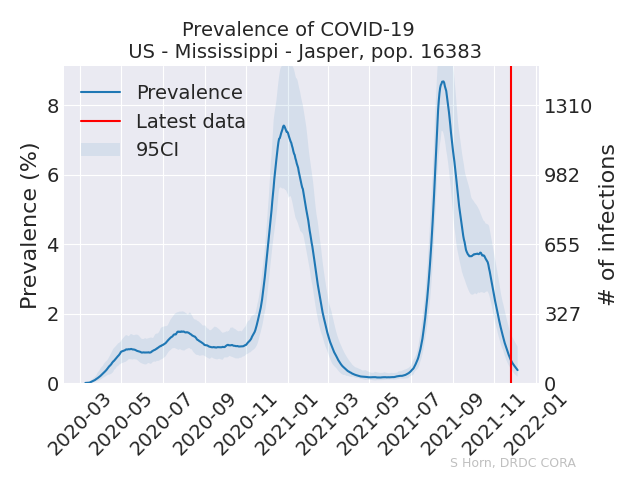 Prevalence of COVID-19
US - Mississippi - Jasper, pop. 16383
Prevalence
Latest data
95CI
Prevalence (%)
8
6
4
2
0
1310
982
655
327
0
# of infections
2020-03
2020-05
2020-07
2020-09
2020-11
2021-01
2021-03
2021-05
2021-07
2021-09
2021-11
2022-01
S Horn, DRDC CORA